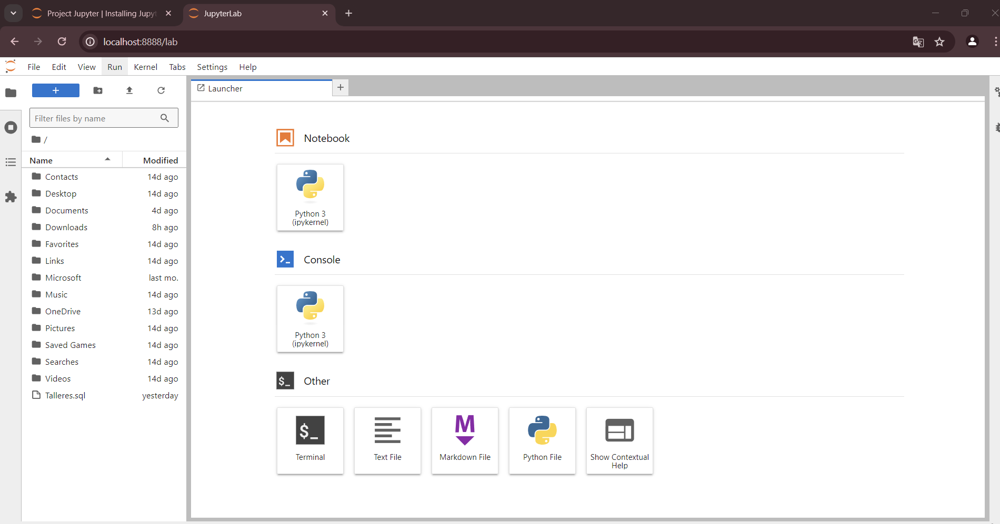 Project Jupyter | Installing Jupyt
JupyterLab
localhost:8888/lab
File Edit View Run Kernel Tabs Settings Help
Launcher
Filter files by name
/
Name Modified
Contacts 14d ago
Desktop 14d ago
Documents 4d ago
Downloads 8h ago
Favorites 14d ago
Links 14d ago
Microsoft last mo.
Music 14d ago
OneDrive 13d ago
Pictures 14d ago
Saved Games 14d ago
Searches 14d ago
Videos 14d ago
Talleres.sql yesterday
Notebook
Python 3
(ipykernel)
Console
Python 3
(ipykernel)
$_ Other
$_
M
Terminal Text File Markdown File Python File Show Contextual
Help